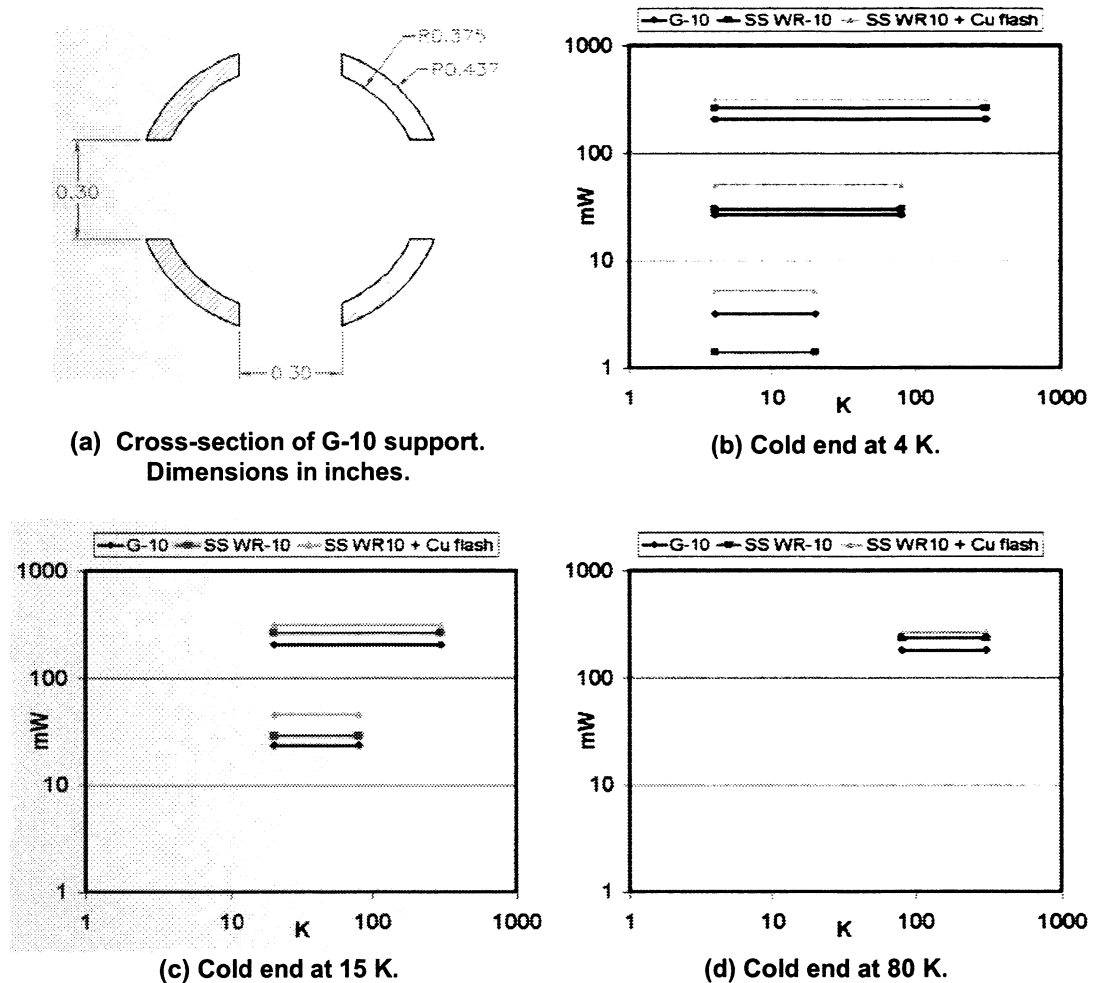 R0.375
R0.437
0.30
0.30
(a) Cross-section of G-10 support.
Dimensions in inches.
G-10 SS WR-10 SS WR10 + Cu flash
1000
100
10
1
mW
1 10 100 1000
K
(b) Cold end at 4 K.
G-10 SS WR-10 SS WR10 + Cu flash
1000
100
10
1
mW
1 10 100 1000
K
(c) Cold end at 15 K.
G-10 SS WR-10 SS WR10 + Cu flash
1000
100
10
1
mW
1 10 100 1000
K
(d) Cold end at 80 K.